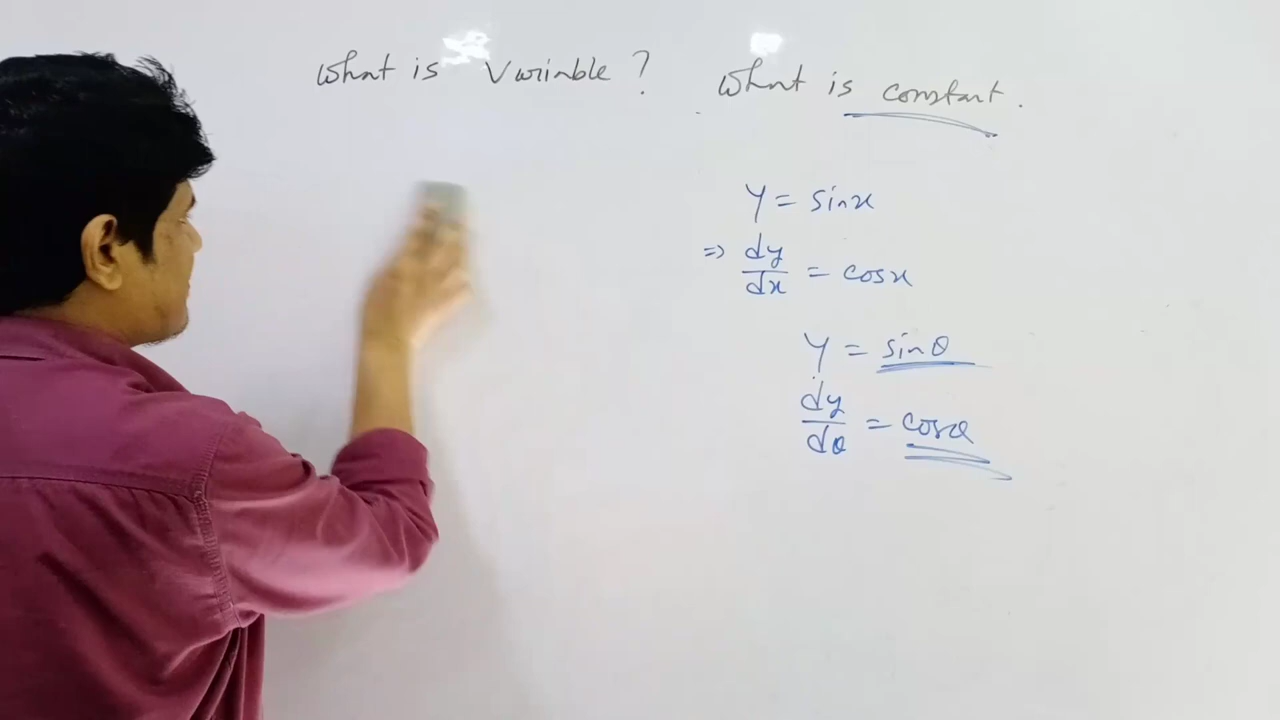 What is Variable?
What is constant.
y = sinx
⇒ dy/dx = cosx
y = sinθ
dy/dθ = cosθ